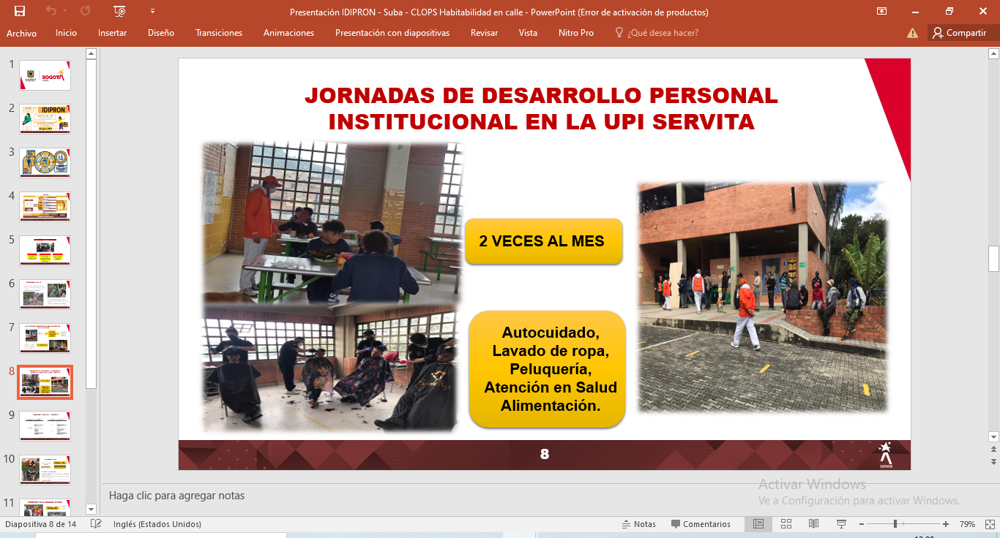 Presentación IDIPRON - Suba - CLOPS Habitabilidad en calle - PowerPoint (Error de activación de productos)
Archivo
Inicio
Insertar
Diseño
Transiciones
Animaciones
Presentación con diapositivas
Revisar
Vista
Nitro Pro
¿Qué desea hacer?
Compartir
1
BOGOTÁ
2
IDIPRON
3
4
5
6
7
8
9
10
11
JORNADAS DE DESARROLLO PERSONAL
INSTITUCIONAL EN LA UPI SERVITA
2 VECES AL MES
Autocuidado,
Lavado de ropa,
Peluquería,
Atención en Salud
Alimentación.
8
IDIPRON
Haga clic para agregar notas
Activar Windows
Ve a Configuración para activar Windows.
Diapositiva 8 de 14
Inglés (Estados Unidos)
Notas
Comentarios
79%